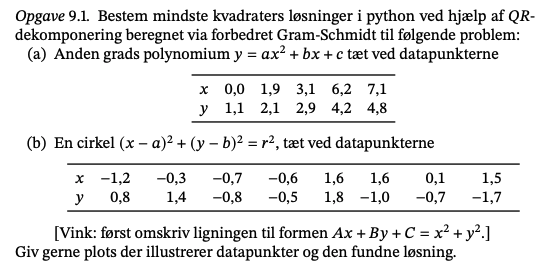 Opgave 9.1. Bestem mindste kvadraters løsninger i python ved hjælp af QR-
dekomponering beregnet via forbedret Gram-Schmidt til følgende problem:
(a) Anden grads polynomium y = ax² + bx + c tæt ved datapunkterne
x 0,0 1,9 3,1 6,2 7,1
y 1,1 2,1 2,9 4,2 4,8
(b) En cirkel (x − a)² + (y − b)² = r², tæt ved datapunkterne
x −1,2 −0,3 −0,7 −0,6 1,6 1,6 0,1 1,5
y 0,8 1,4 −0,8 −0,5 1,8 −1,0 −0,7 −1,7
[Vink: først omskriv ligningen til formen Ax + By + C = x² + y².]
Giv gerne plots der illustrerer datapunkter og den fundne løsning.